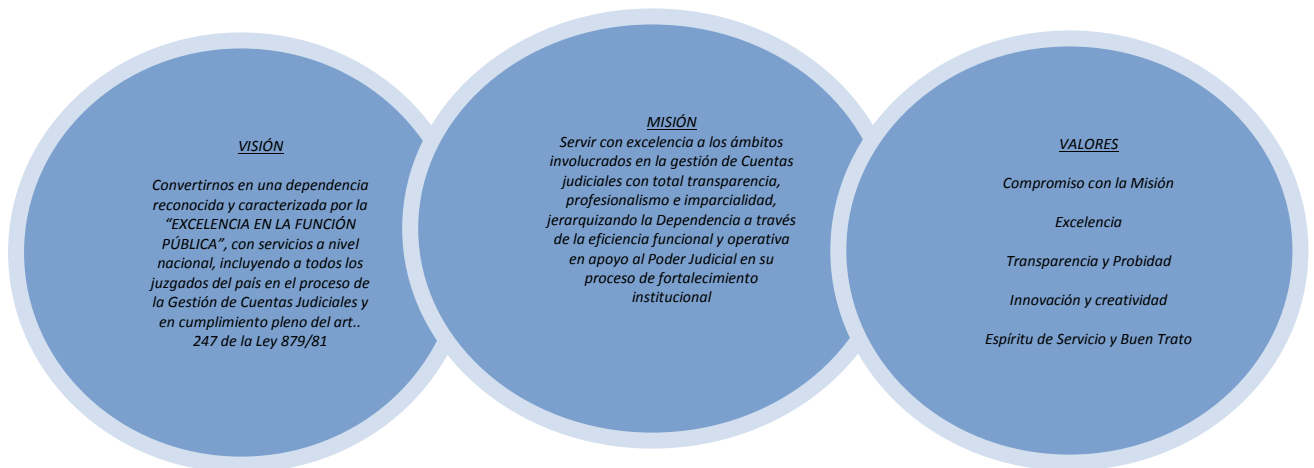 VISIÓN
Convertirnos en una dependencia
reconocida y caracterizada por la
“EXCELENCIA EN LA FUNCIÓN
PÚBLICA”, con servicios a nivel
nacional, incluyendo a todos los
juzgados del país en el proceso de
la Gestión de Cuentas Judiciales y
en cumplimiento pleno del art..
247 de la Ley 879/81
MISIÓN
Servir con excelencia a los ámbitos
involucrados en la gestión de Cuentas
judiciales con total transparencia,
profesionalismo e imparcialidad,
jerarquizando la Dependencia a través
de la eficiencia funcional y operativa
en apoyo al Poder Judicial en su
proceso de fortalecimiento
institucional
VALORES
Compromiso con la Misión
Excelencia
Transparencia y Probidad
Innovación y creatividad
Espíritu de Servicio y Buen Trato